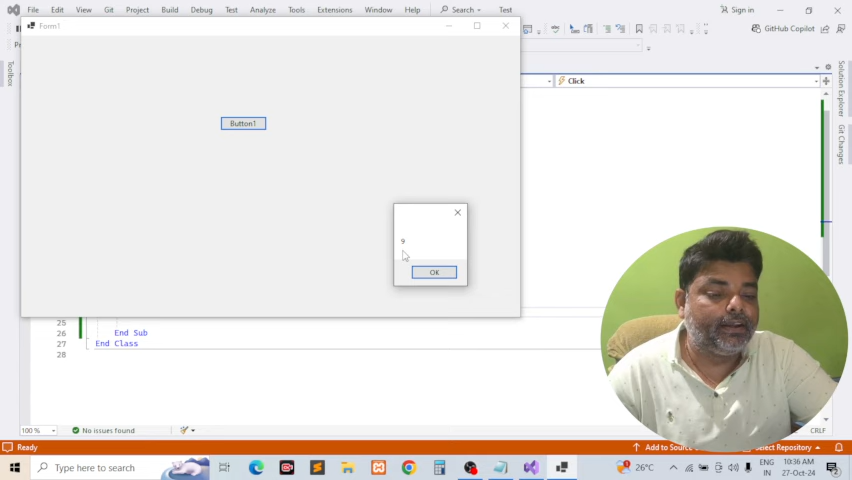 File Edit View Git Project Build Debug Test Analyze Tools Extensions Window Help Search Test Sign in
Form1
GitHub Copilot
Toolbox
Click
Solution Explorer
Git Changes
Button1
9
OK
25
26 End Sub
27 End Class
28
100% No issues found CRLF
Ready Add to Source Select Repository
Type here to search 26°C ENG 10:36 AM
IN 27-Oct-24 2